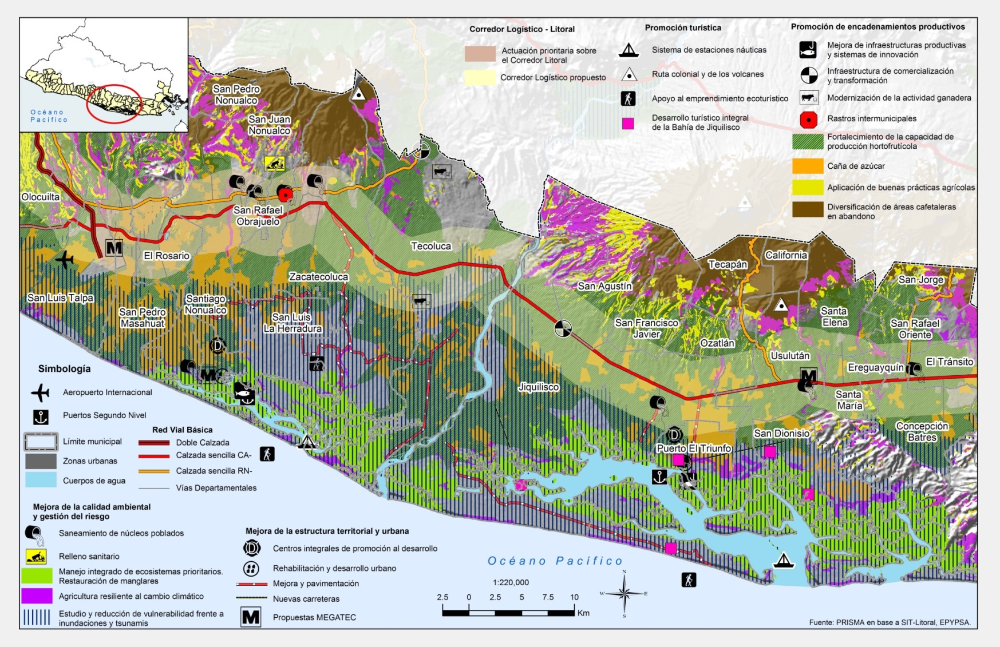 Océano
Pacífico
Corredor Logístico - Litoral
Actuación prioritaria sobre
el Corredor Litoral
Corredor Logístico propuesto
Promoción turística
Sistema de estaciones náuticas
Ruta colonial y de los volcanes
Apoyo al emprendimiento ecoturístico
Desarrollo turístico integral
de la Bahía de Jiquilisco
Promoción de encadenamientos productivos
Mejora de infraestructuras productivas
y sistemas de innovación
Infraestructura de comercialización
y transformación
Modernización de la actividad ganadera
Rastros intermunicipales
Fortalecimiento de la capacidad de
producción hortofrutícola
Caña de azúcar
Aplicación de buenas prácticas agrícolas
Diversificación de áreas cafetaleras
en abandono
San Pedro
Nonualco
San Juan
Nonualco
Olocuilta
San Rafael
Obrajuelo
M
El Rosario
Tecoluca
Zacatecoluca
San Luis Talpa
San Pedro
Masahuat
Santiago
Nonualco
San Luis
La Herradura
D
M
San Agustín
Tecapán
California
San Jorge
San Francisco
Javier
Ozatlán
Santa
Elena
San Rafael
Oriente
Usulután
M
Ereguayquín
El Tránsito
Jiquilisco
Santa
María
D
Puerto El Triunfo
San Dionisio
Concepción
Batres
Simbología
Aeropuerto Internacional
Puertos Segundo Nivel
Límite municipal
Zonas urbanas
Cuerpos de agua
Red Vial Básica
Doble Calzada
Calzada sencilla CA-
Calzada sencilla RN-
Vías Departamentales
Mejora de la calidad ambiental
y gestión del riesgo
Saneamiento de núcleos poblados
Relleno sanitario
Manejo integrado de ecosistemas prioritarios.
Restauración de manglares
Agricultura resiliente al cambio climático
Estudio y reducción de vulnerabilidad frente a
inundaciones y tsunamis
Mejora de la estructura territorial y urbana
D Centros integrales de promoción al desarrollo
Rehabilitación y desarrollo urbano
Mejora y pavimentación
Nuevas carreteras
M Propuestas MEGATEC
Océano Pacífico
1:220,000
2.5 0 2.5 5 7.5 10
Km
N
W E
S
Fuente: PRISMA en base a SIT-Litoral, EPYPSA.